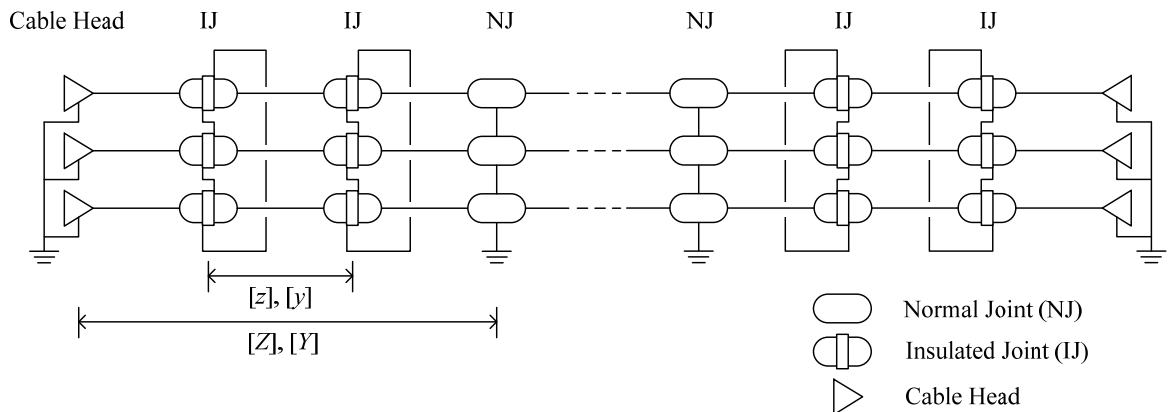 Cable Head IJ IJ NJ NJ IJ IJ
[z], [y]
[Z], [Y]
Normal Joint (NJ)
Insulated Joint (IJ)
Cable Head